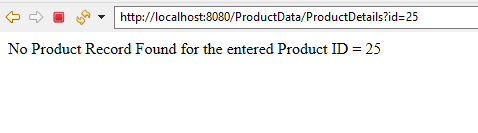 http://localhost:8080/ProductData/ProductDetails?id=25
No Product Record Found for the entered Product ID = 25